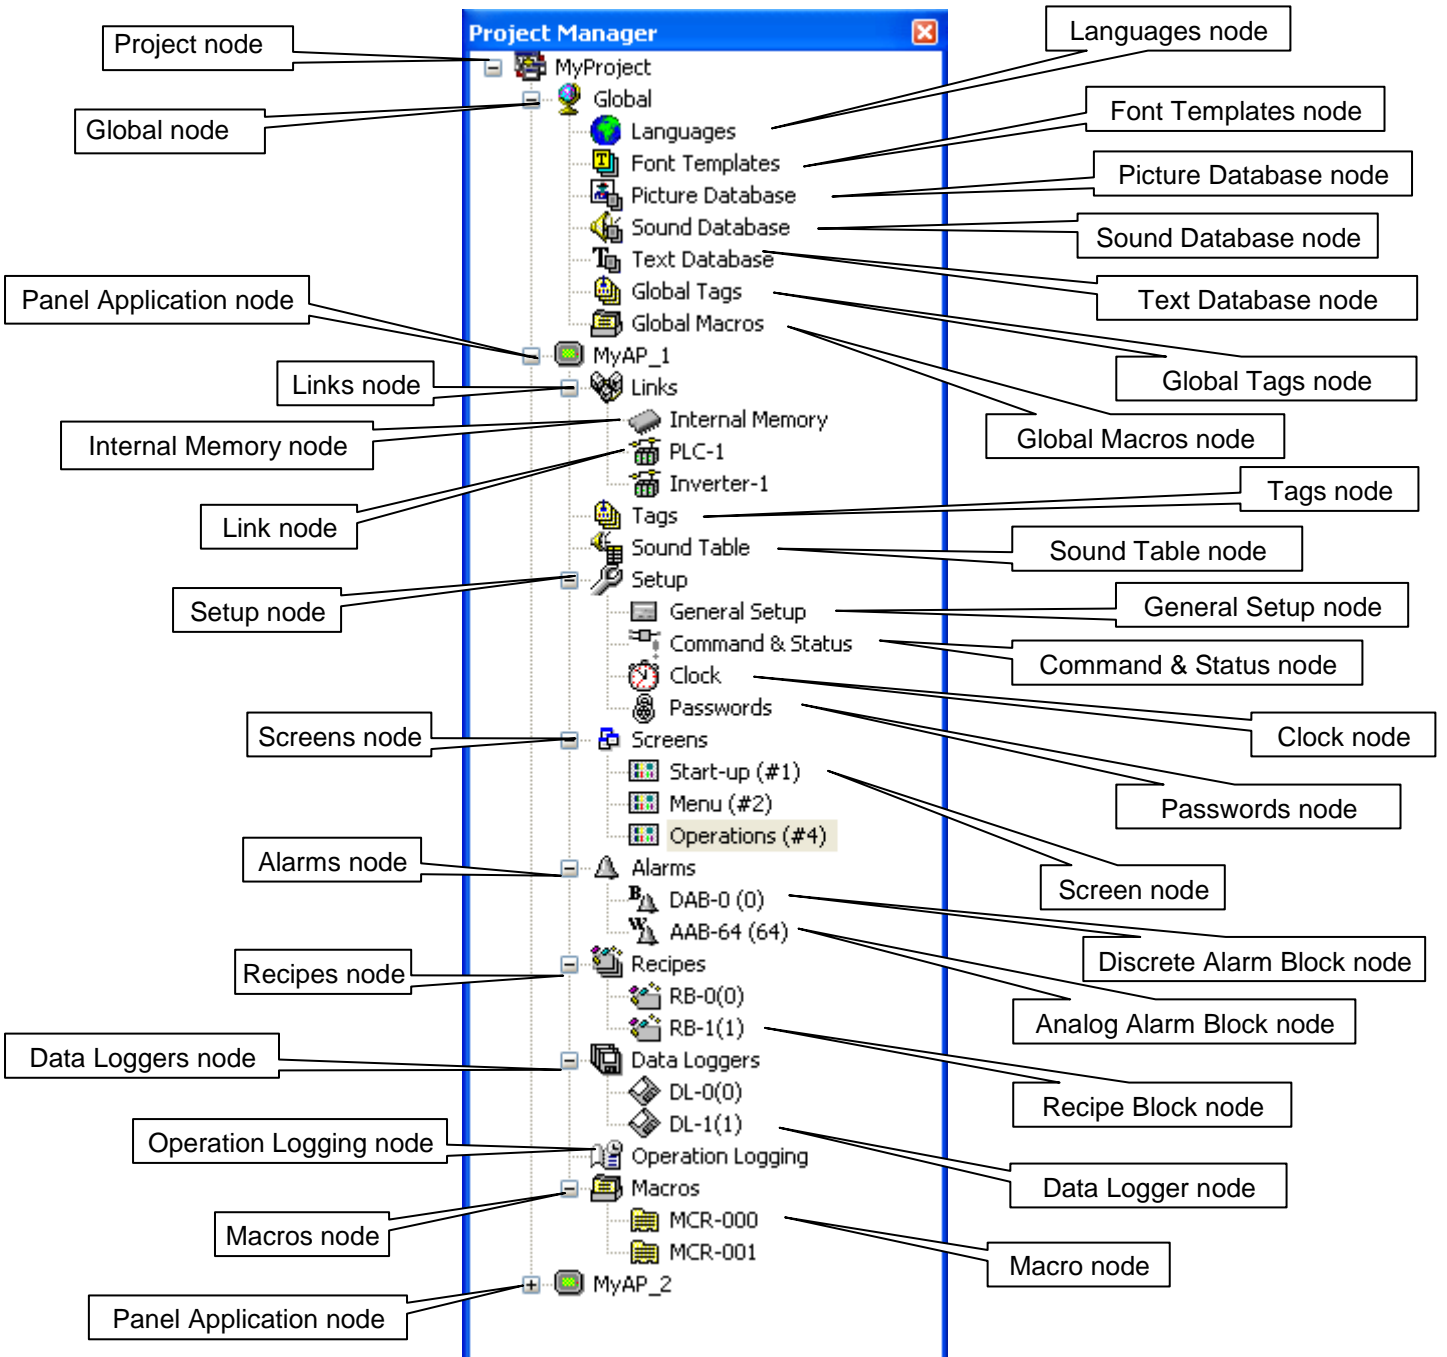 Project Manager
MyProject
Global
Languages
Font Templates
Picture Database
Sound Database
Text Database
Global Tags
Global Macros
MyAP_1
Links
Internal Memory
PLC-1
Inverter-1
Tags
Sound Table
Setup
General Setup
Command & Status
Clock
Passwords
Screens
Start-up (#1)
Menu (#2)
Operations (#4)
Alarms
DAB-0 (0)
AAB-64 (64)
Recipes
RB-0(0)
RB-1(1)
Data Loggers
DL-0(0)
DL-1(1)
Operation Logging
Macros
MCR-000
MCR-001
MyAP_2
Project node
Global node
Panel Application node
Links node
Internal Memory node
Link node
Setup node
Screens node
Alarms node
Recipes node
Data Loggers node
Operation Logging node
Macros node
Panel Application node
Languages node
Font Templates node
Picture Database node
Sound Database node
Text Database node
Global Tags node
Global Macros node
Tags node
Sound Table node
General Setup node
Command & Status node
Clock node
Passwords node
Screen node
Discrete Alarm Block node
Analog Alarm Block node
Recipe Block node
Data Logger node
Macro node